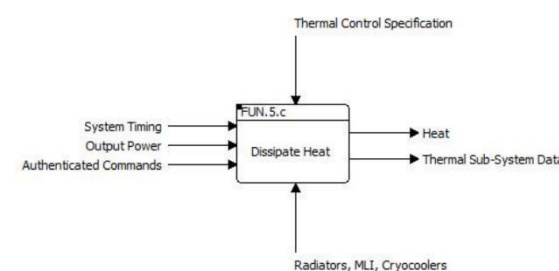 Thermal Control Specification
FUN.5.c
System Timing
Output Power
Authenticated Commands
Dissipate Heat
Heat
Thermal Sub-System Data
Radiators, MLI, Cryocoolers